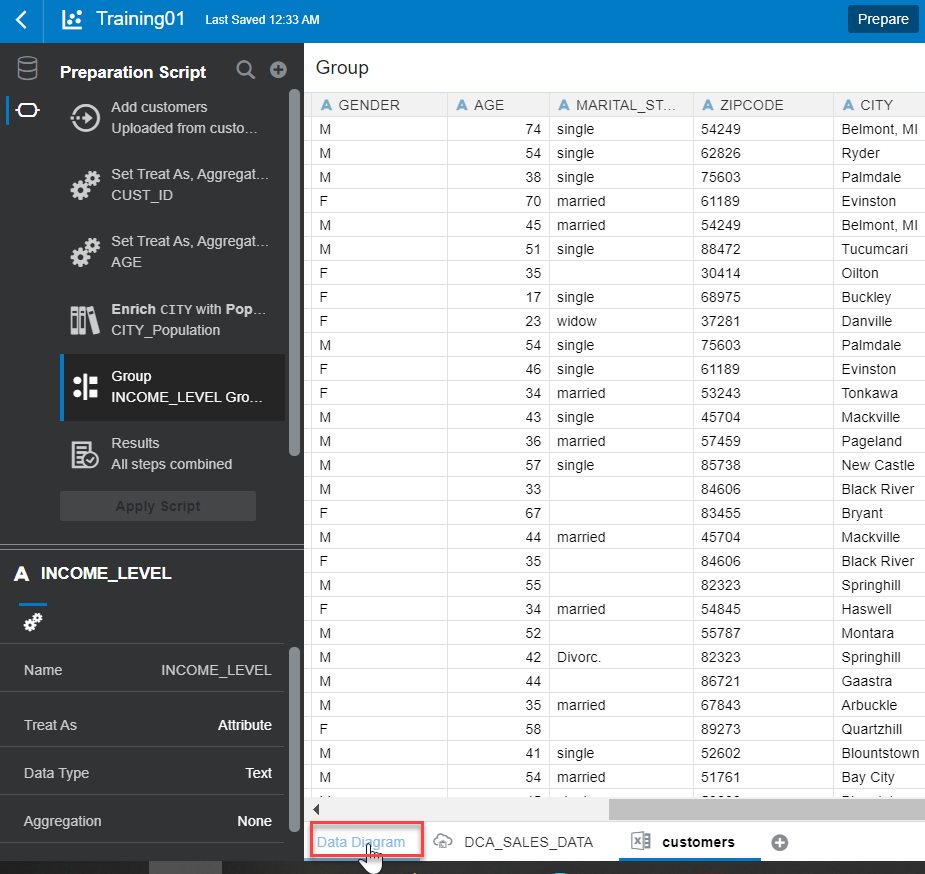 Training01 Last Saved 12:33 AM Prepare
Preparation Script
Add customers
Uploaded from custo...
Set Treat As, Aggregat...
CUST_ID
Set Treat As, Aggregat...
AGE
Enrich CITY with Pop...
CITY_Population
Group
INCOME_LEVEL Gro...
Results
All steps combined
Apply Script
A INCOME_LEVEL
Name INCOME_LEVEL
Treat As Attribute
Data Type Text
Aggregation None
Group
A GENDER A AGE A MARITAL_ST... A ZIPCODE A CITY
M 74 single 54249 Belmont, MI
M 54 single 62826 Ryder
M 38 single 75603 Palmdale
F 70 married 61189 Evinston
M 45 married 54249 Belmont, MI
M 51 single 88472 Tucumcari
F 35 30414 Oilton
F 17 single 68975 Buckley
F 23 widow 37281 Danville
F 54 single 75603 Palmdale
F 46 single 61189 Evinston
F 34 married 53243 Tonkawa
M 43 single 45704 Mackville
M 36 married 57459 Pageland
M 57 single 85738 New Castle
M 33 84606 Black River
F 67 83455 Bryant
M 44 married 45704 Mackville
F 35 84606 Black River
M 55 82323 Springhill
F 34 married 54845 Haswell
M 52 55787 Montara
M 42 Divorc. 82323 Springhill
M 44 86721 Gaastra
M 35 married 67843 Arbuckle
F 58 89273 Quartzhill
M 41 single 52602 Blountstown
M 54 married 51761 Bay City
Data Diagram DCA_SALES_DATA customers